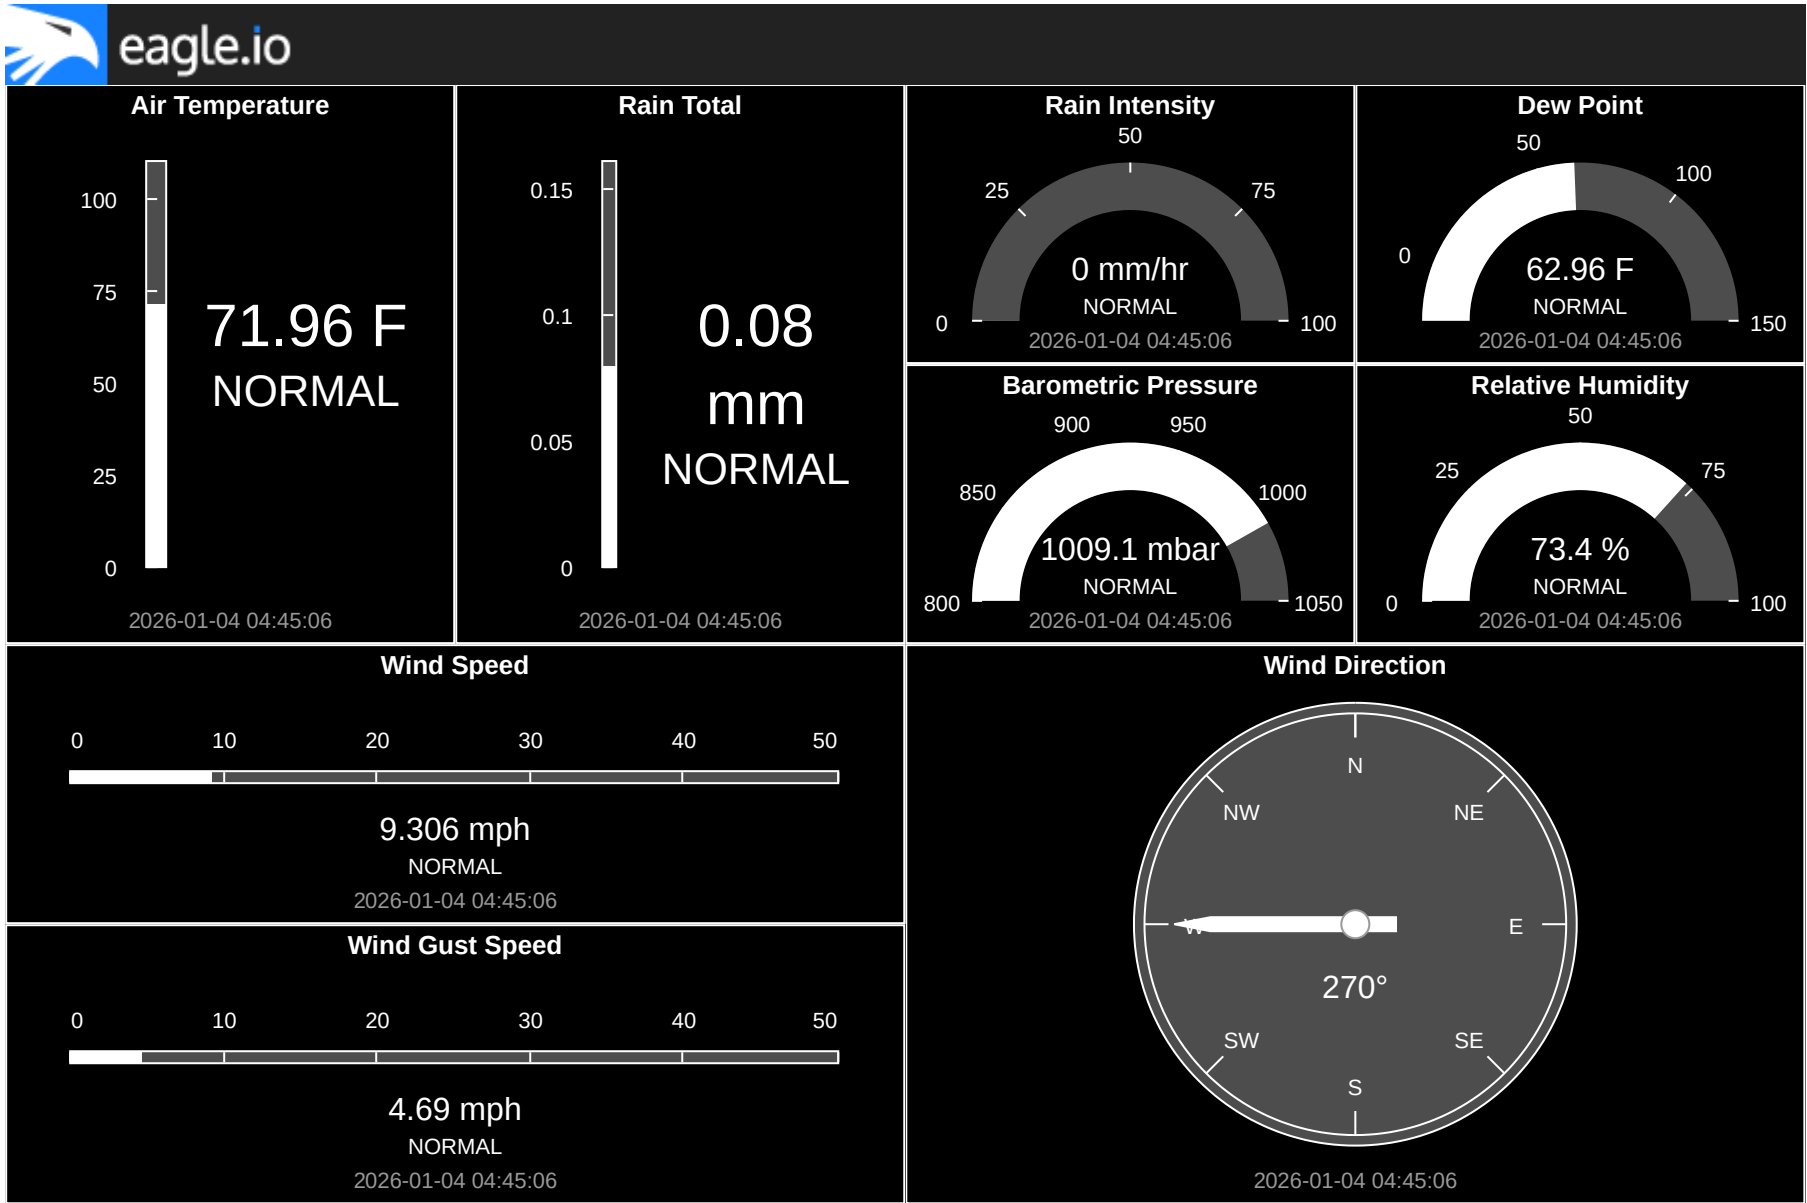 eagle.io
Air Temperature
100
75
50
25
0
71.96 F
NORMAL
2026-01-04 04:45:06
Rain Total
0.15
0.1
0.05
0
0.08
mm
NORMAL
2026-01-04 04:45:06
Rain Intensity
0
25
50
75
100
0 mm/hr
NORMAL
2026-01-04 04:45:06
Dew Point
0
50
100
150
62.96 F
NORMAL
2026-01-04 04:45:06
Barometric Pressure
800
850
900
950
1000
1050
1009.1 mbar
NORMAL
2026-01-04 04:45:06
Relative Humidity
0
25
50
75
100
73.4 %
NORMAL
2026-01-04 04:45:06
Wind Speed
0 10 20 30 40 50
9.306 mph
NORMAL
2026-01-04 04:45:06
Wind Gust Speed
0 10 20 30 40 50
4.69 mph
NORMAL
2026-01-04 04:45:06
Wind Direction
N
NW NE
W E
270°
SW SE
S
2026-01-04 04:45:06